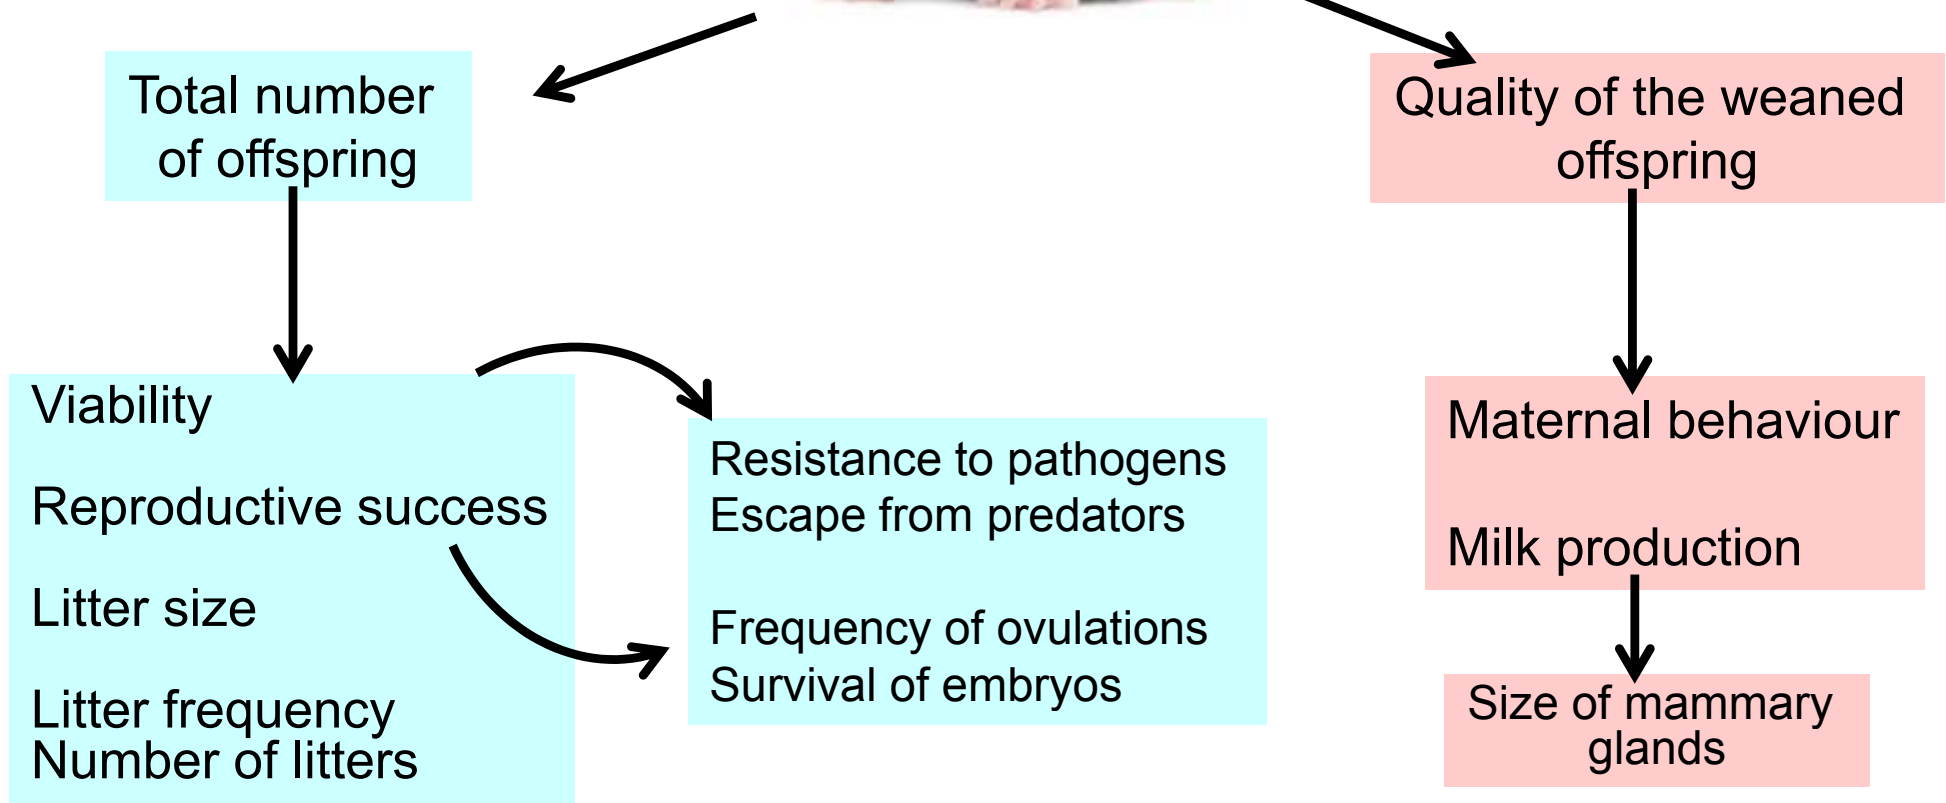 Total number
of offspring
Quality of the weaned
offspring
Viability
Reproductive success
Litter size
Litter frequency
Number of litters
Resistance to pathogens
Escape from predators
Frequency of ovulations
Survival of embryos
Maternal behaviour
Milk production
Size of mammary
glands